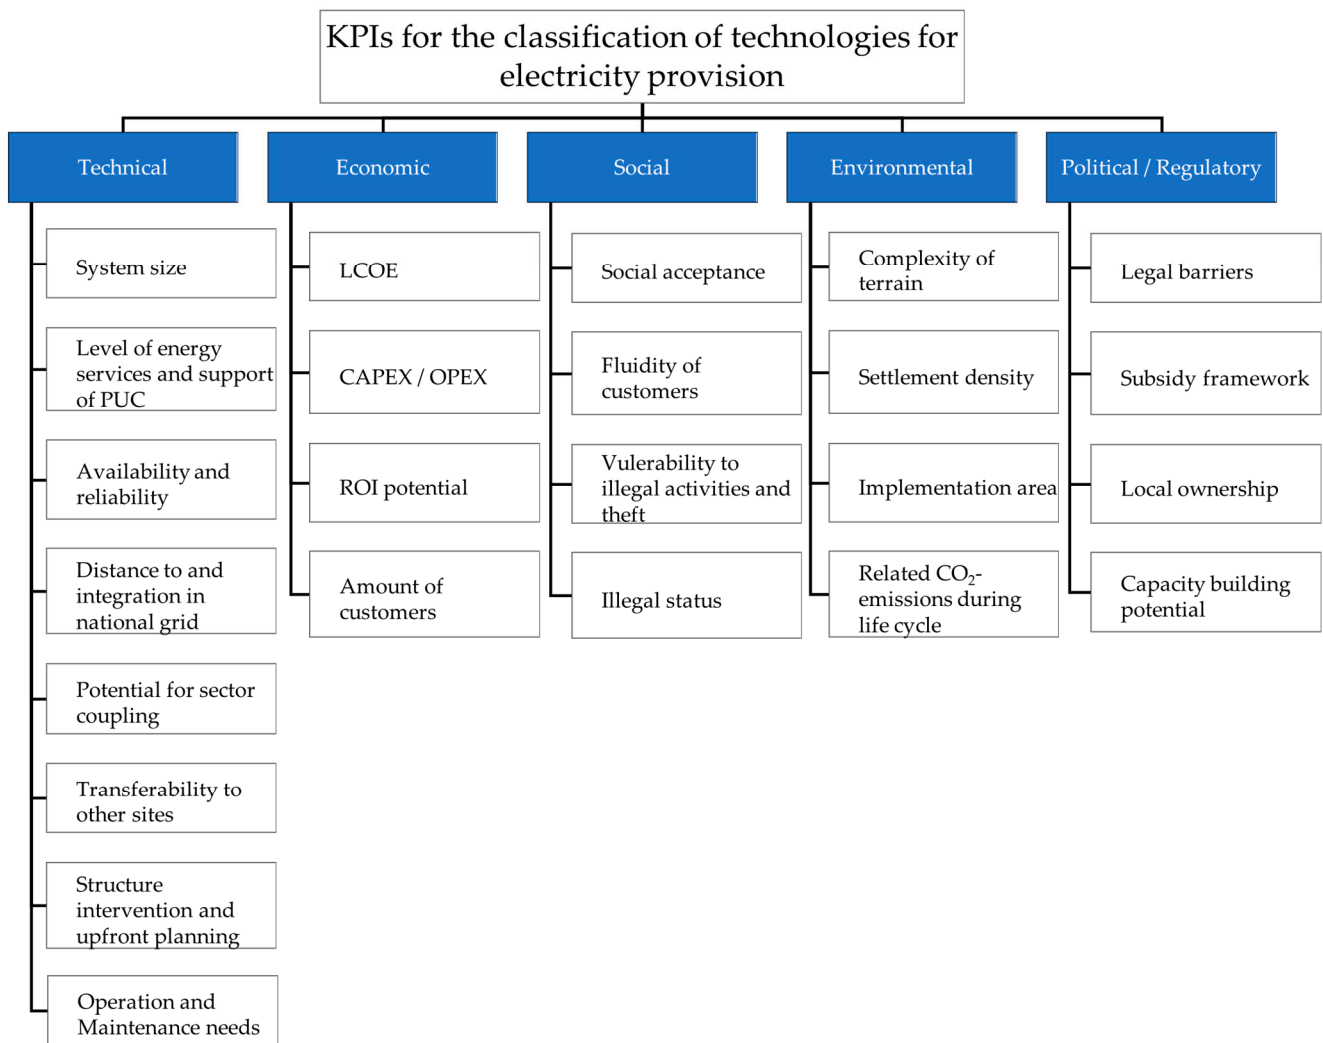 KPIs for the classification of technologies for
electricity provision
Technical
Economic
Social
Environmental
Political / Regulatory
System size
Level of energy
services and support
of PUC
Availability and
reliability
Distance to and
integration in
national grid
Potential for sector
coupling
Transferability to
other sites
Structure
intervention and
upfront planning
Operation and
Maintenance needs
LCOE
CAPEX / OPEX
ROI potential
Amount of
customers
Social acceptance
Fluidity of
customers
Vulerability to
illegal activities and
theft
Illegal status
Complexity of
terrain
Settlement density
Implementation area
Related CO₂-
emissions during
life cycle
Legal barriers
Subsidy framework
Local ownership
Capacity building
potential